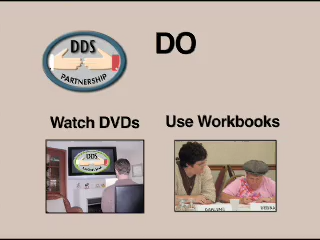 DDS
PARTNERSHIP
DO
Watch DVDs
Use Workbooks
DDS